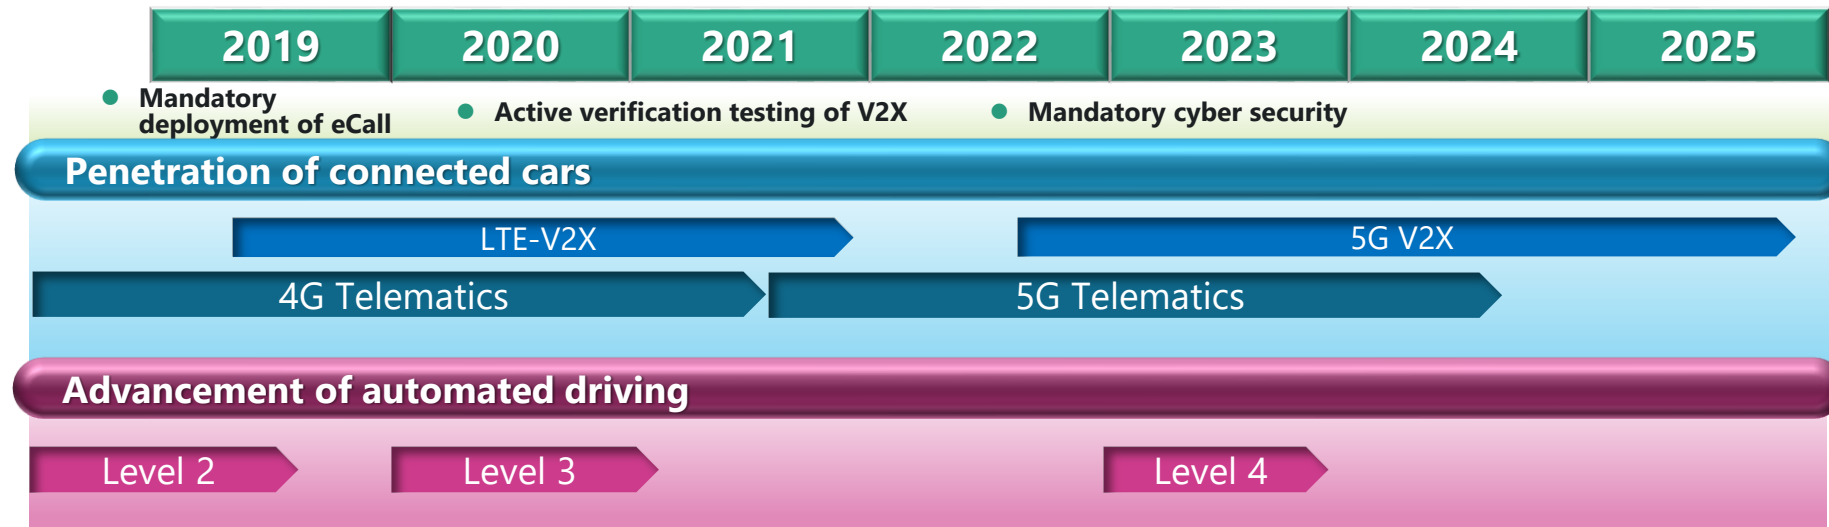 2019 2020 2021 2022 2023 2024 2025
● Mandatory
deployment of eCall
● Active verification testing of V2X
● Mandatory cyber security
Penetration of connected cars
LTE-V2X
5G V2X
4G Telematics
5G Telematics
Advancement of automated driving
Level 2
Level 3
Level 4